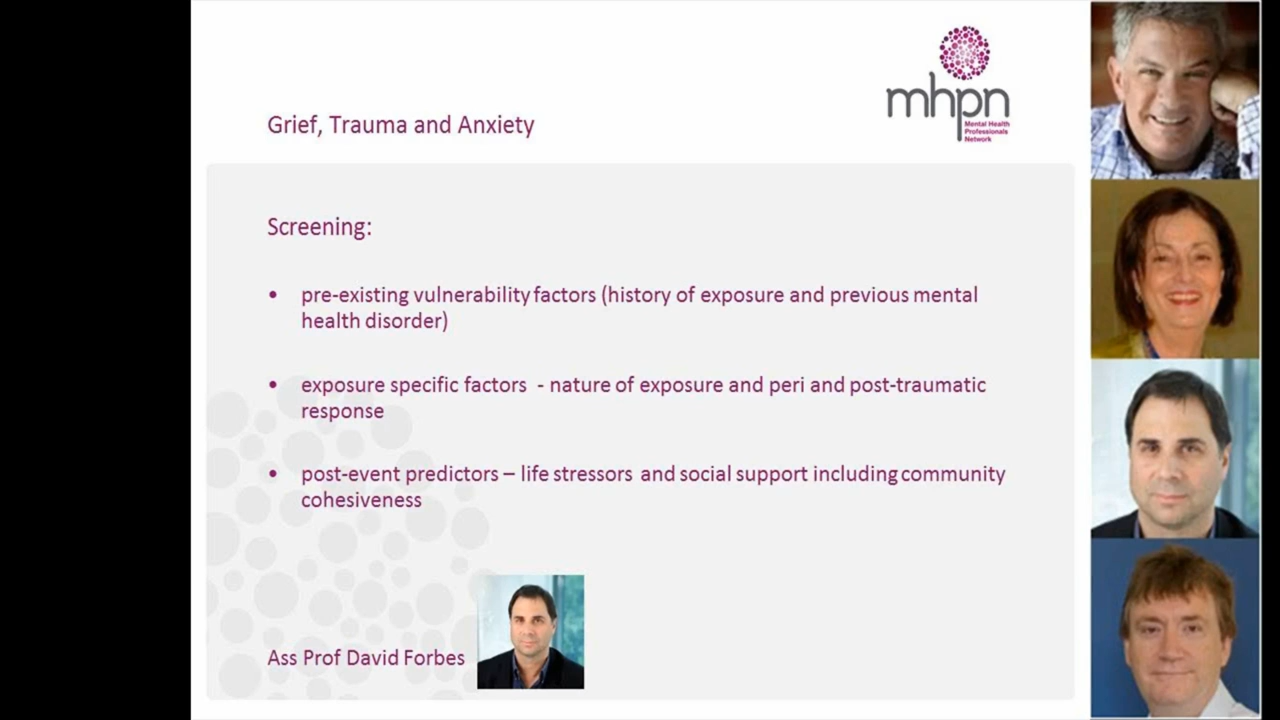 mhpn
Mental Health
Professionals
Network
Grief, Trauma and Anxiety
Screening:
• pre-existing vulnerability factors (history of exposure and previous mental
health disorder)
• exposure specific factors - nature of exposure and peri and post-traumatic
response
• post-event predictors – life stressors and social support including community
cohesiveness
Ass Prof David Forbes